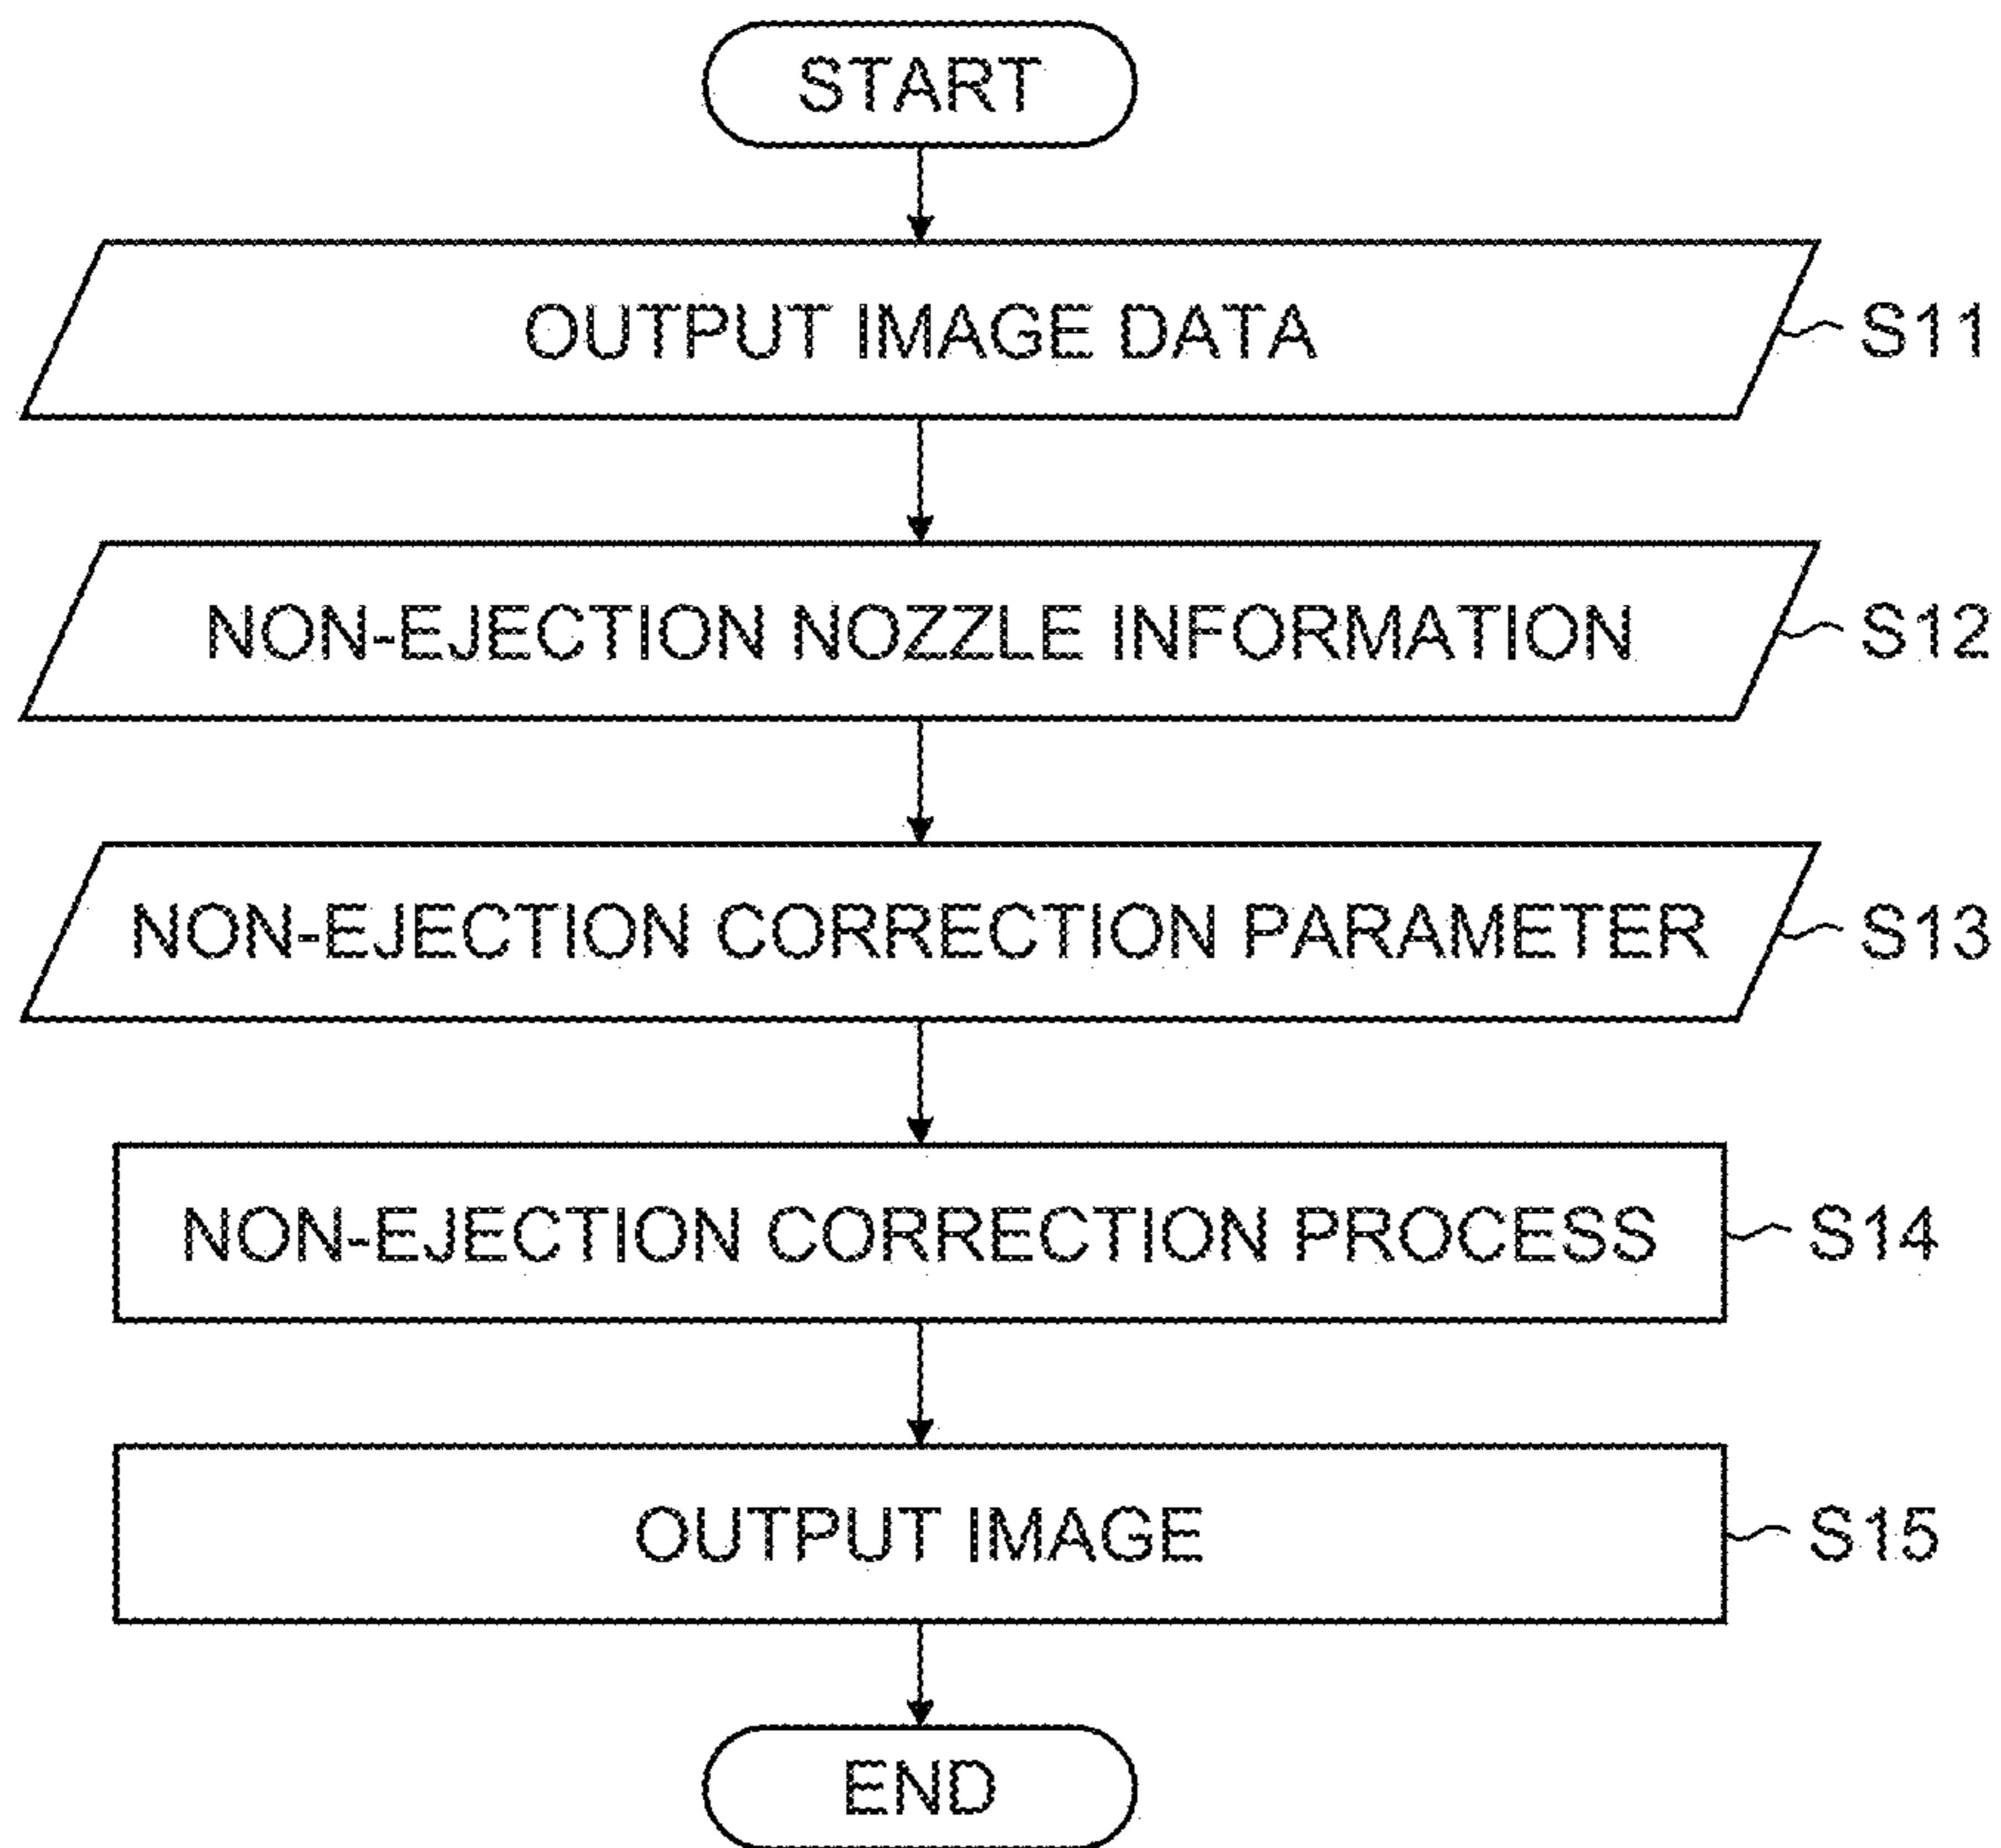 START
OUTPUT IMAGE DATA
S11
NON-EJECTION NOZZLE INFORMATION
S12
NON-EJECTION CORRECTION PARAMETER
S13
NON-EJECTION CORRECTION PROCESS
S14
OUTPUT IMAGE
S15
END